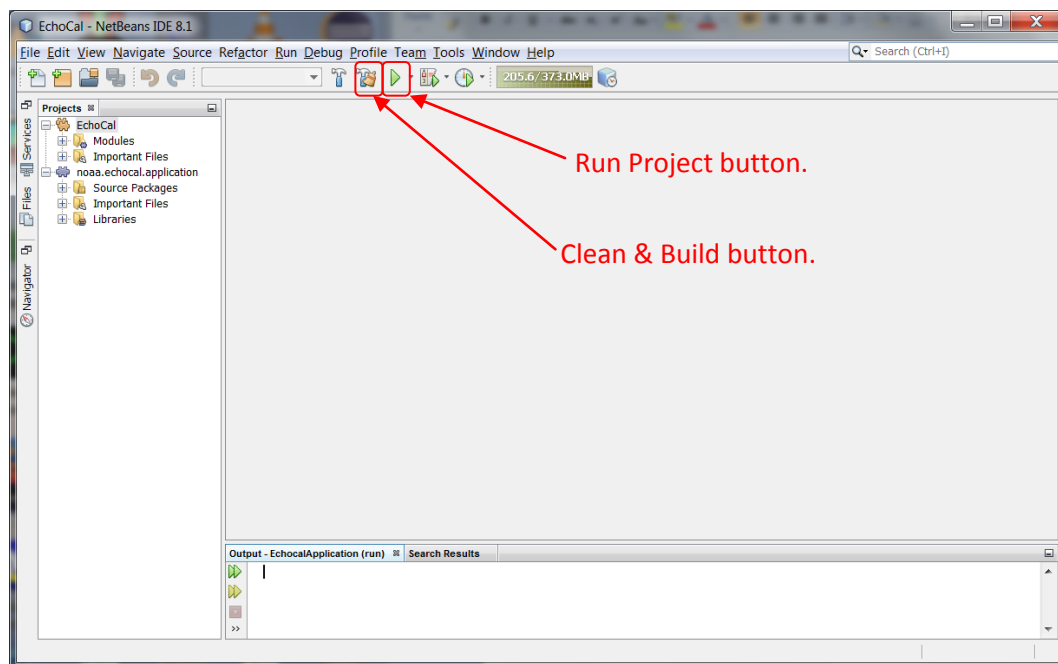 EchoCal - NetBeans IDE 8.1
File Edit View Navigate Source Refactor Run Debug Profile Team Tools Window Help
Search (Ctrl+I)
205.6/373.0MB
Services
Files
Navigator
Projects
EchoCal
Modules
Important Files
noaa.echocal.application
Source Packages
Important Files
Libraries
Run Project button.
Clean & Build button.
Output - EchocalApplication (run) Search Results